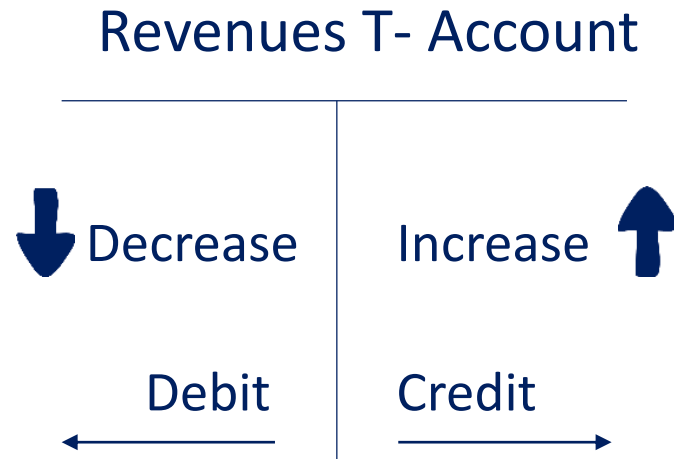 Revenues T- Account
Decrease
Increase
Debit
Credit